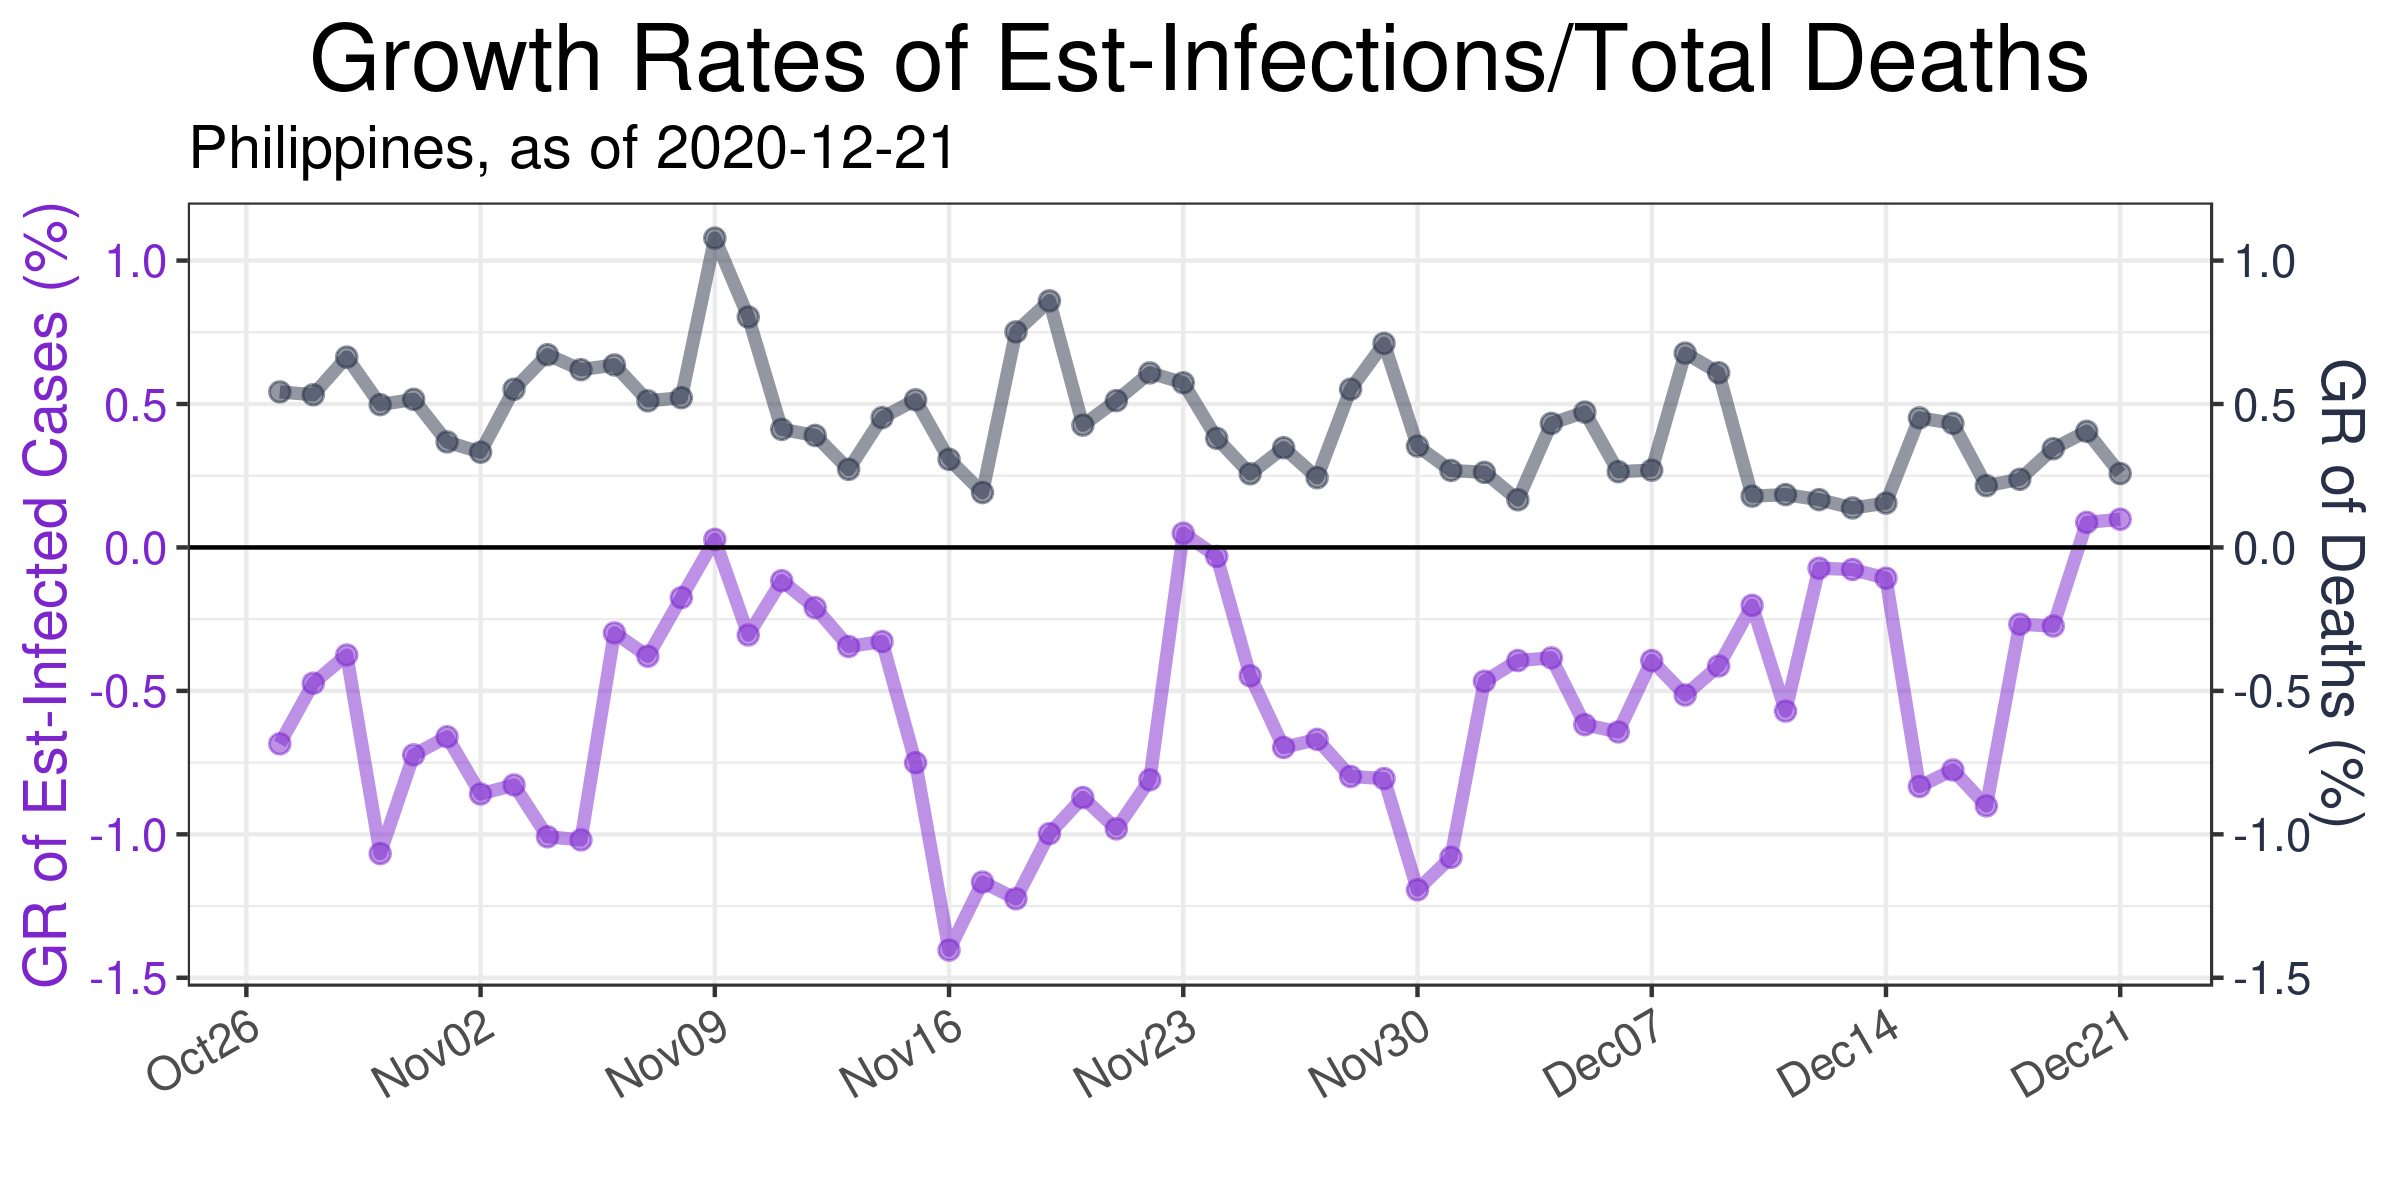 Growth Rates of Est-Infections/Total Deaths
Philippines, as of 2020-12-21
GR of Est-Infected Cases (%)
1.0
0.5
0.0
-0.5
-1.0
-1.5
1.0
0.5
0.0
-0.5
-1.0
-1.5
GR of Deaths (%)
Oct26
Nov02
Nov09
Nov16
Nov23
Nov30
Dec07
Dec14
Dec21